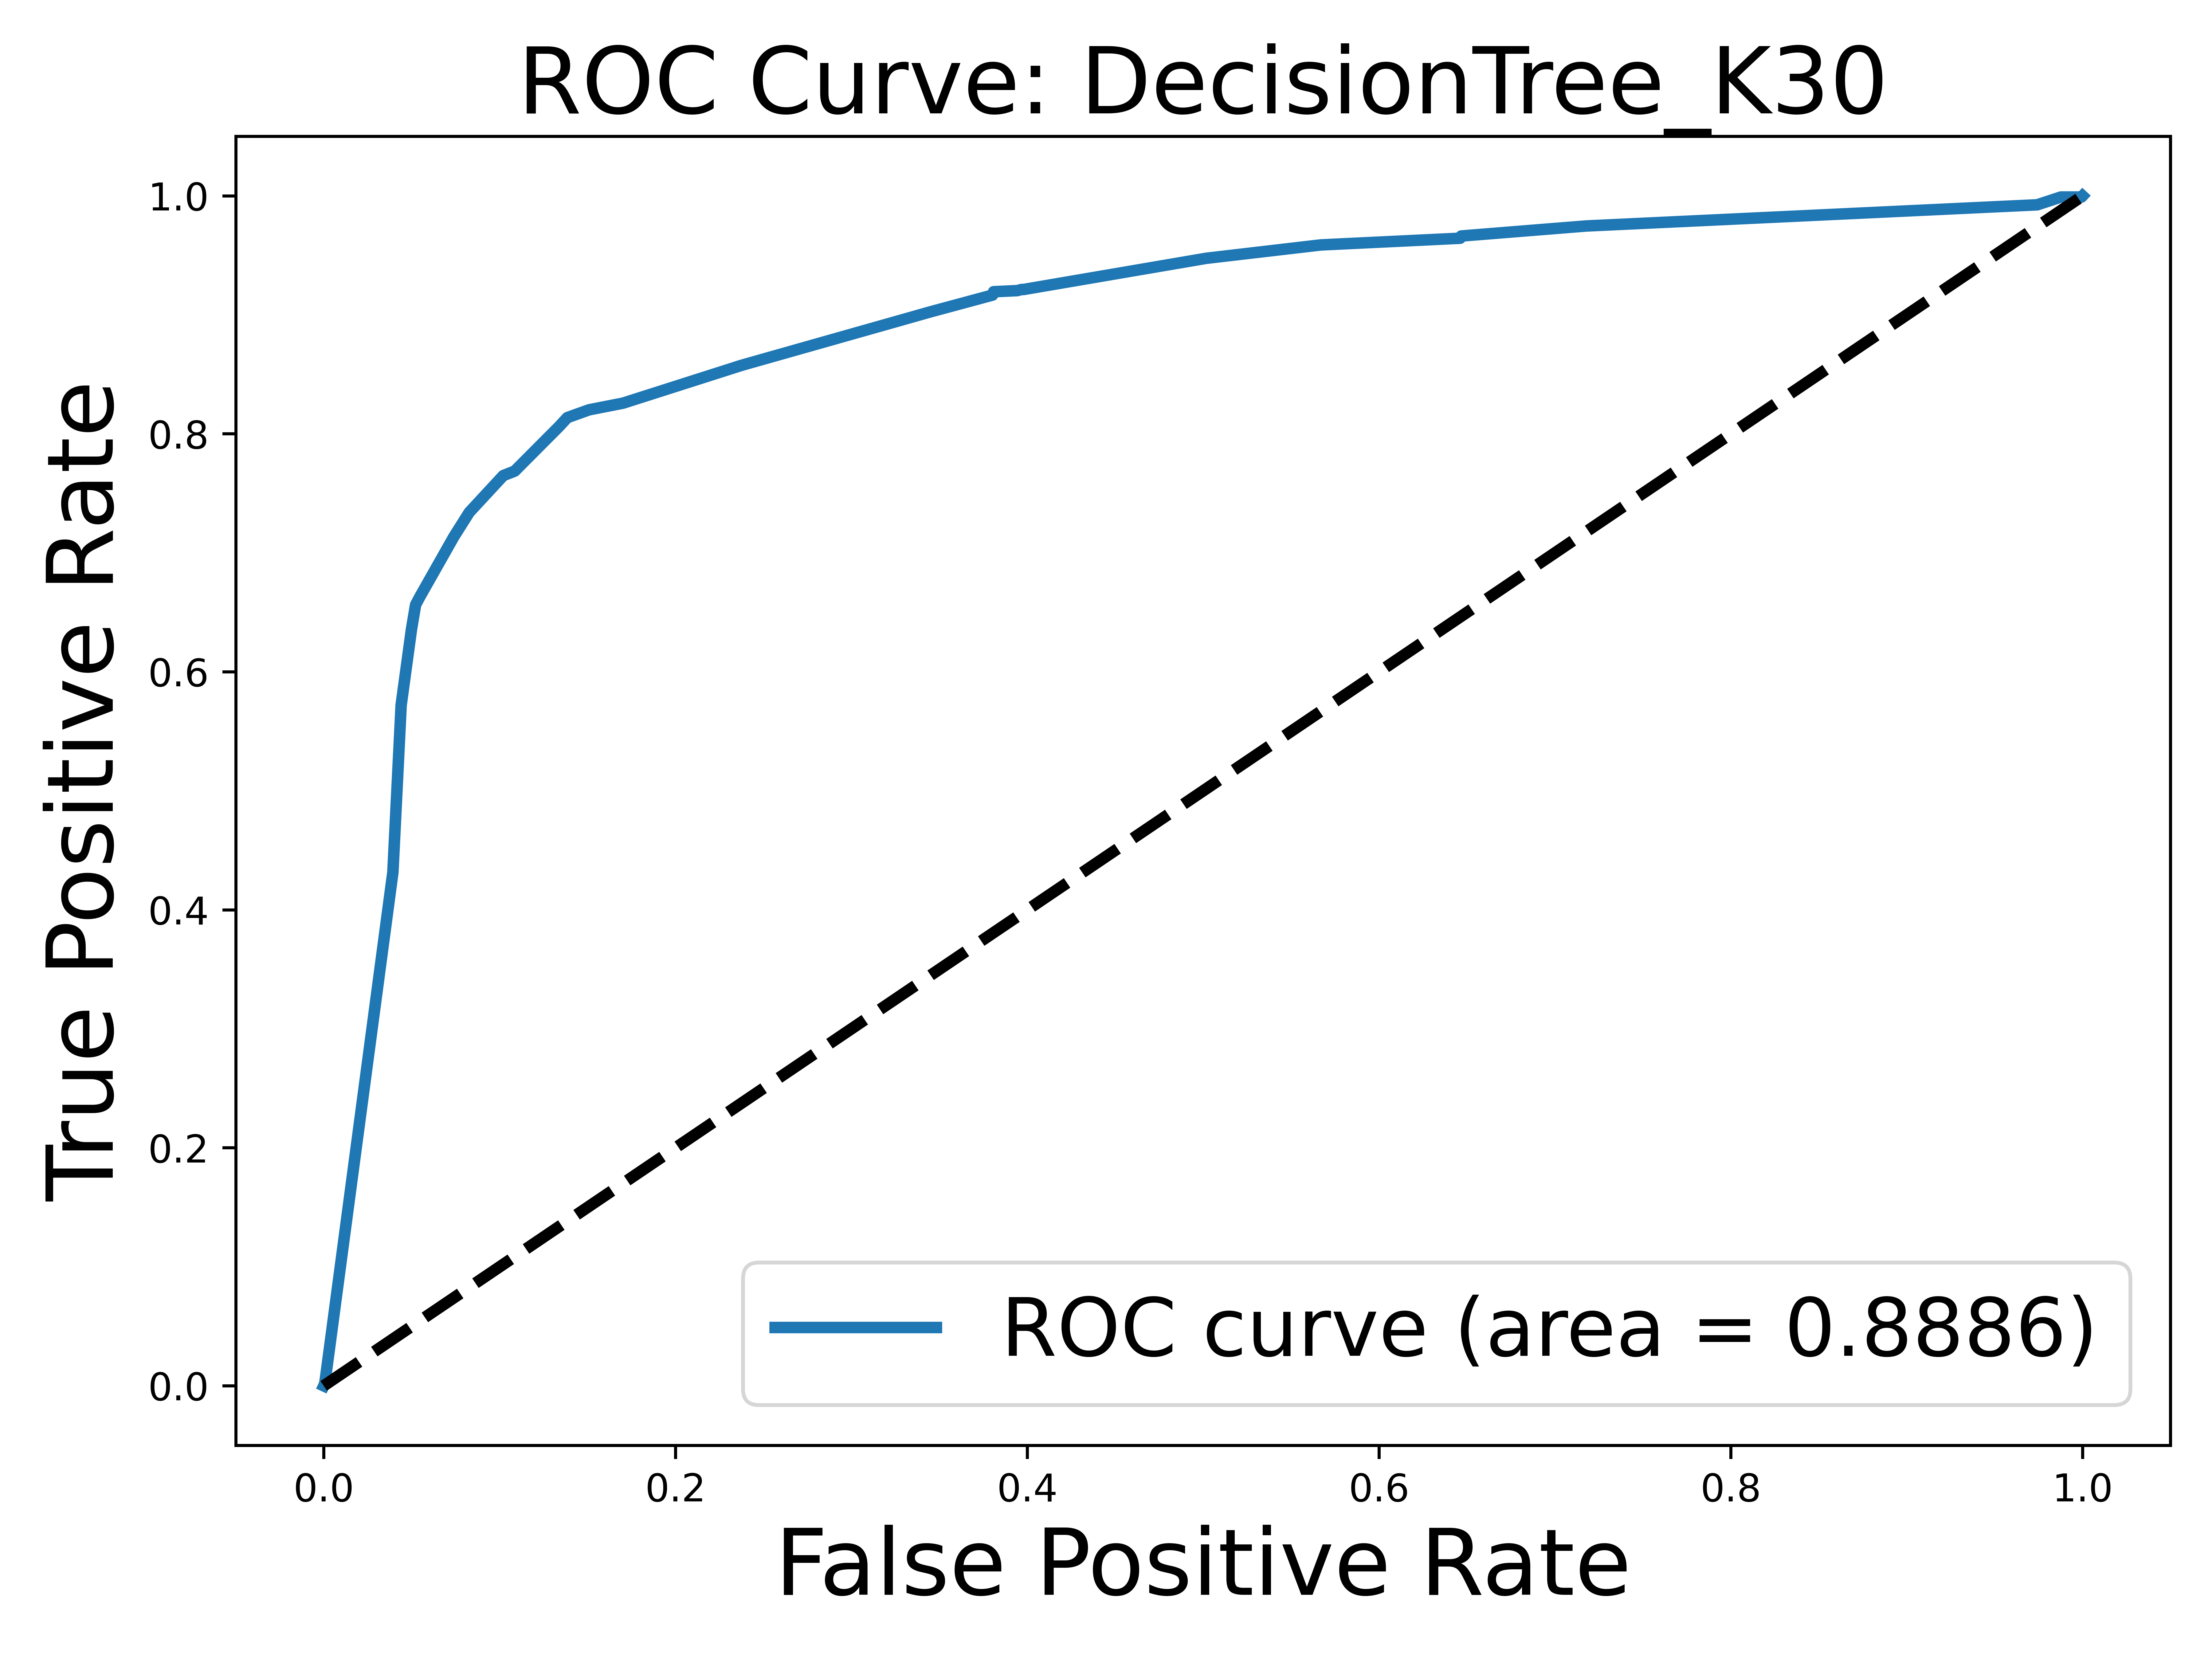 ROC Curve: DecisionTree_K30
True Positive Rate
1.0
0.8
0.6
0.4
0.2
0.0
ROC curve (area = 0.8886)
0.0 0.2 0.4 0.6 0.8 1.0
False Positive Rate